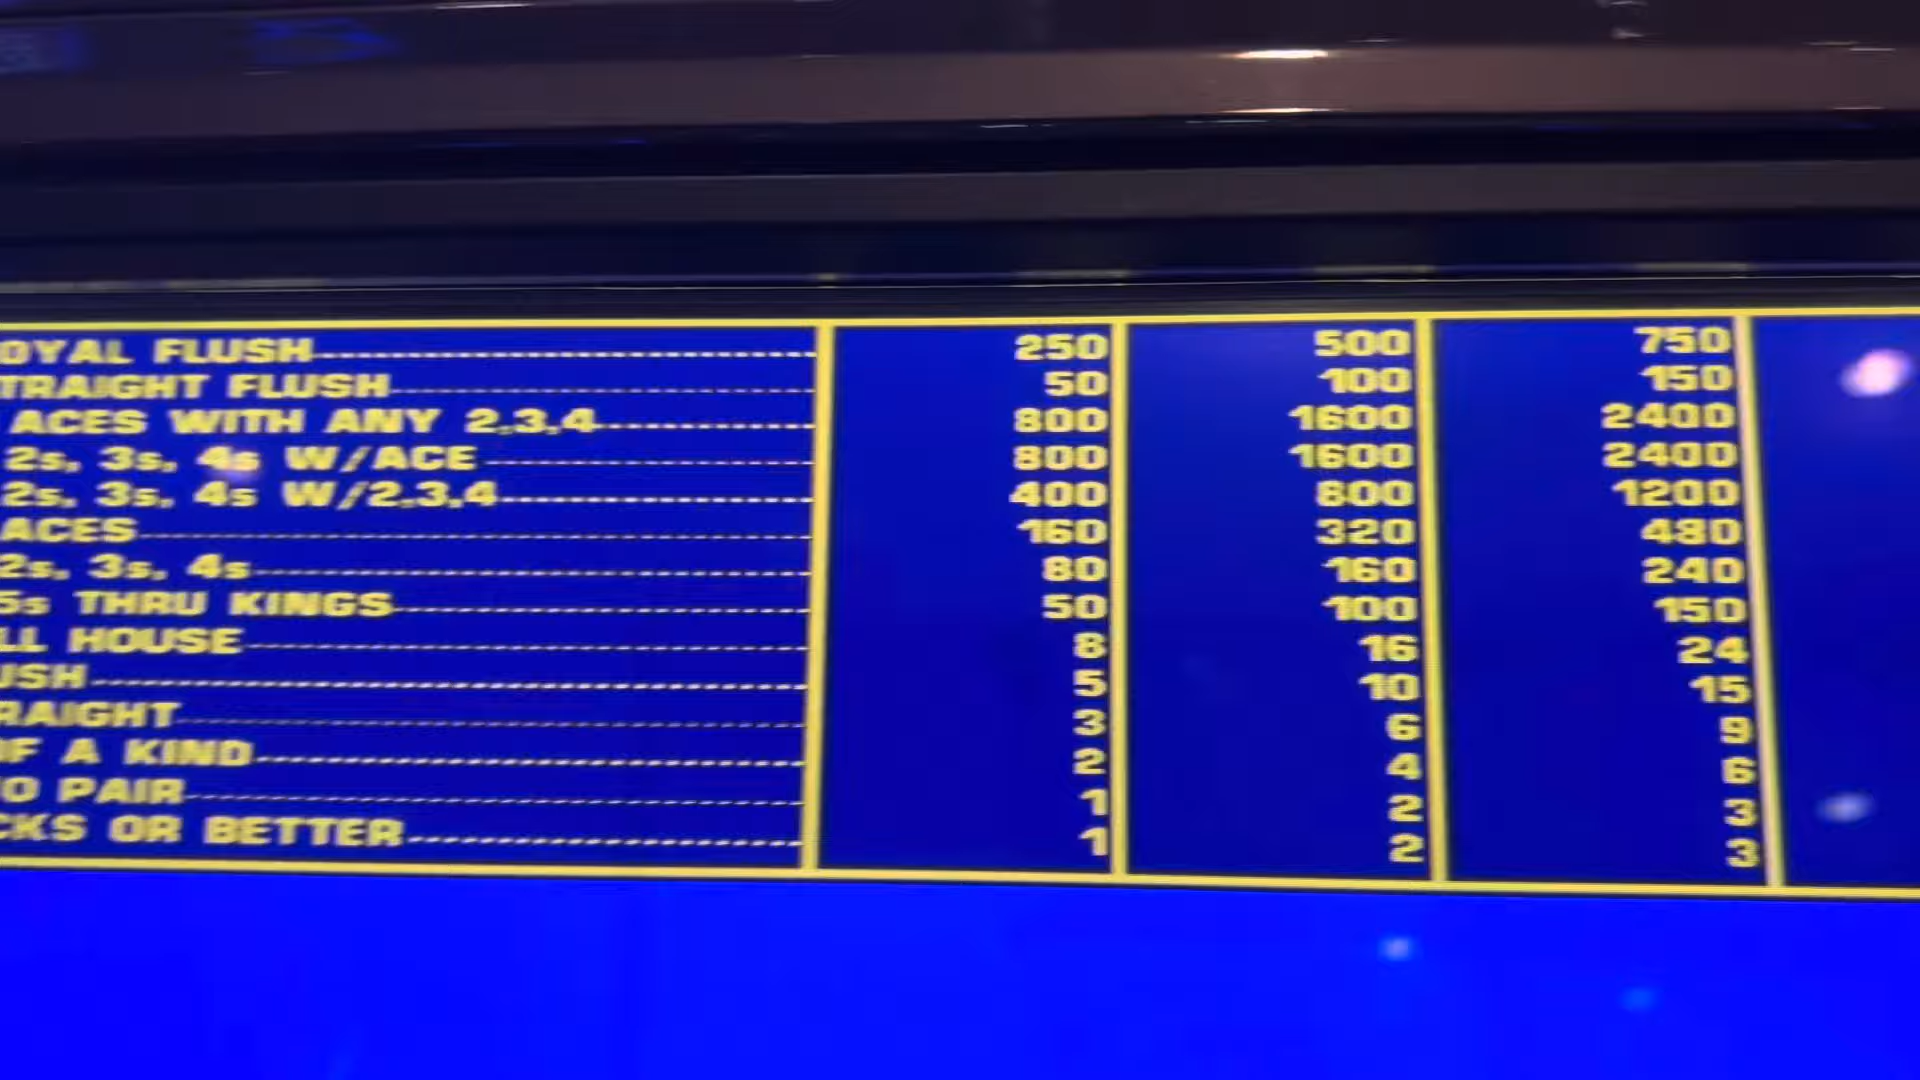 OYAL FLUSH 250 500 750
TRAIGHT FLUSH 50 100 150
ACES WITH ANY 2,3,4 800 1600 2400
2s, 3s, 4s W/ACE 800 1600 2400
2s, 3s, 4s W/2,3,4 400 800 1200
ACES 160 320 480
2s, 3s, 4s 80 160 240
5s THRU KINGS 50 100 150
LL HOUSE 8 16 24
USH 5 10 15
RAIGHT 3 6 9
OF A KIND 2 4 6
O PAIR 1 2 3
CKS OR BETTER 1 2 3